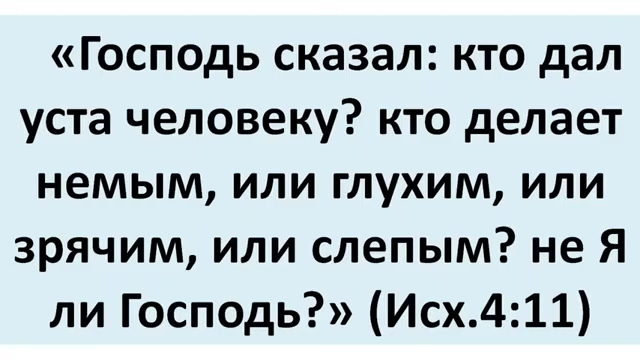 «Господь сказал: кто дал
уста человеку? кто делает
немым, или глухим, или
зрячим, или слепым? не Я
ли Господь?» (Исх.4:11)